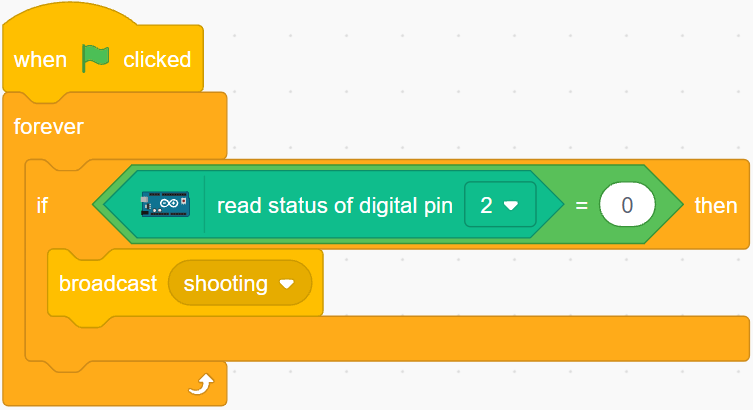 when clicked
forever
if read status of digital pin 2 = 0 then
broadcast shooting